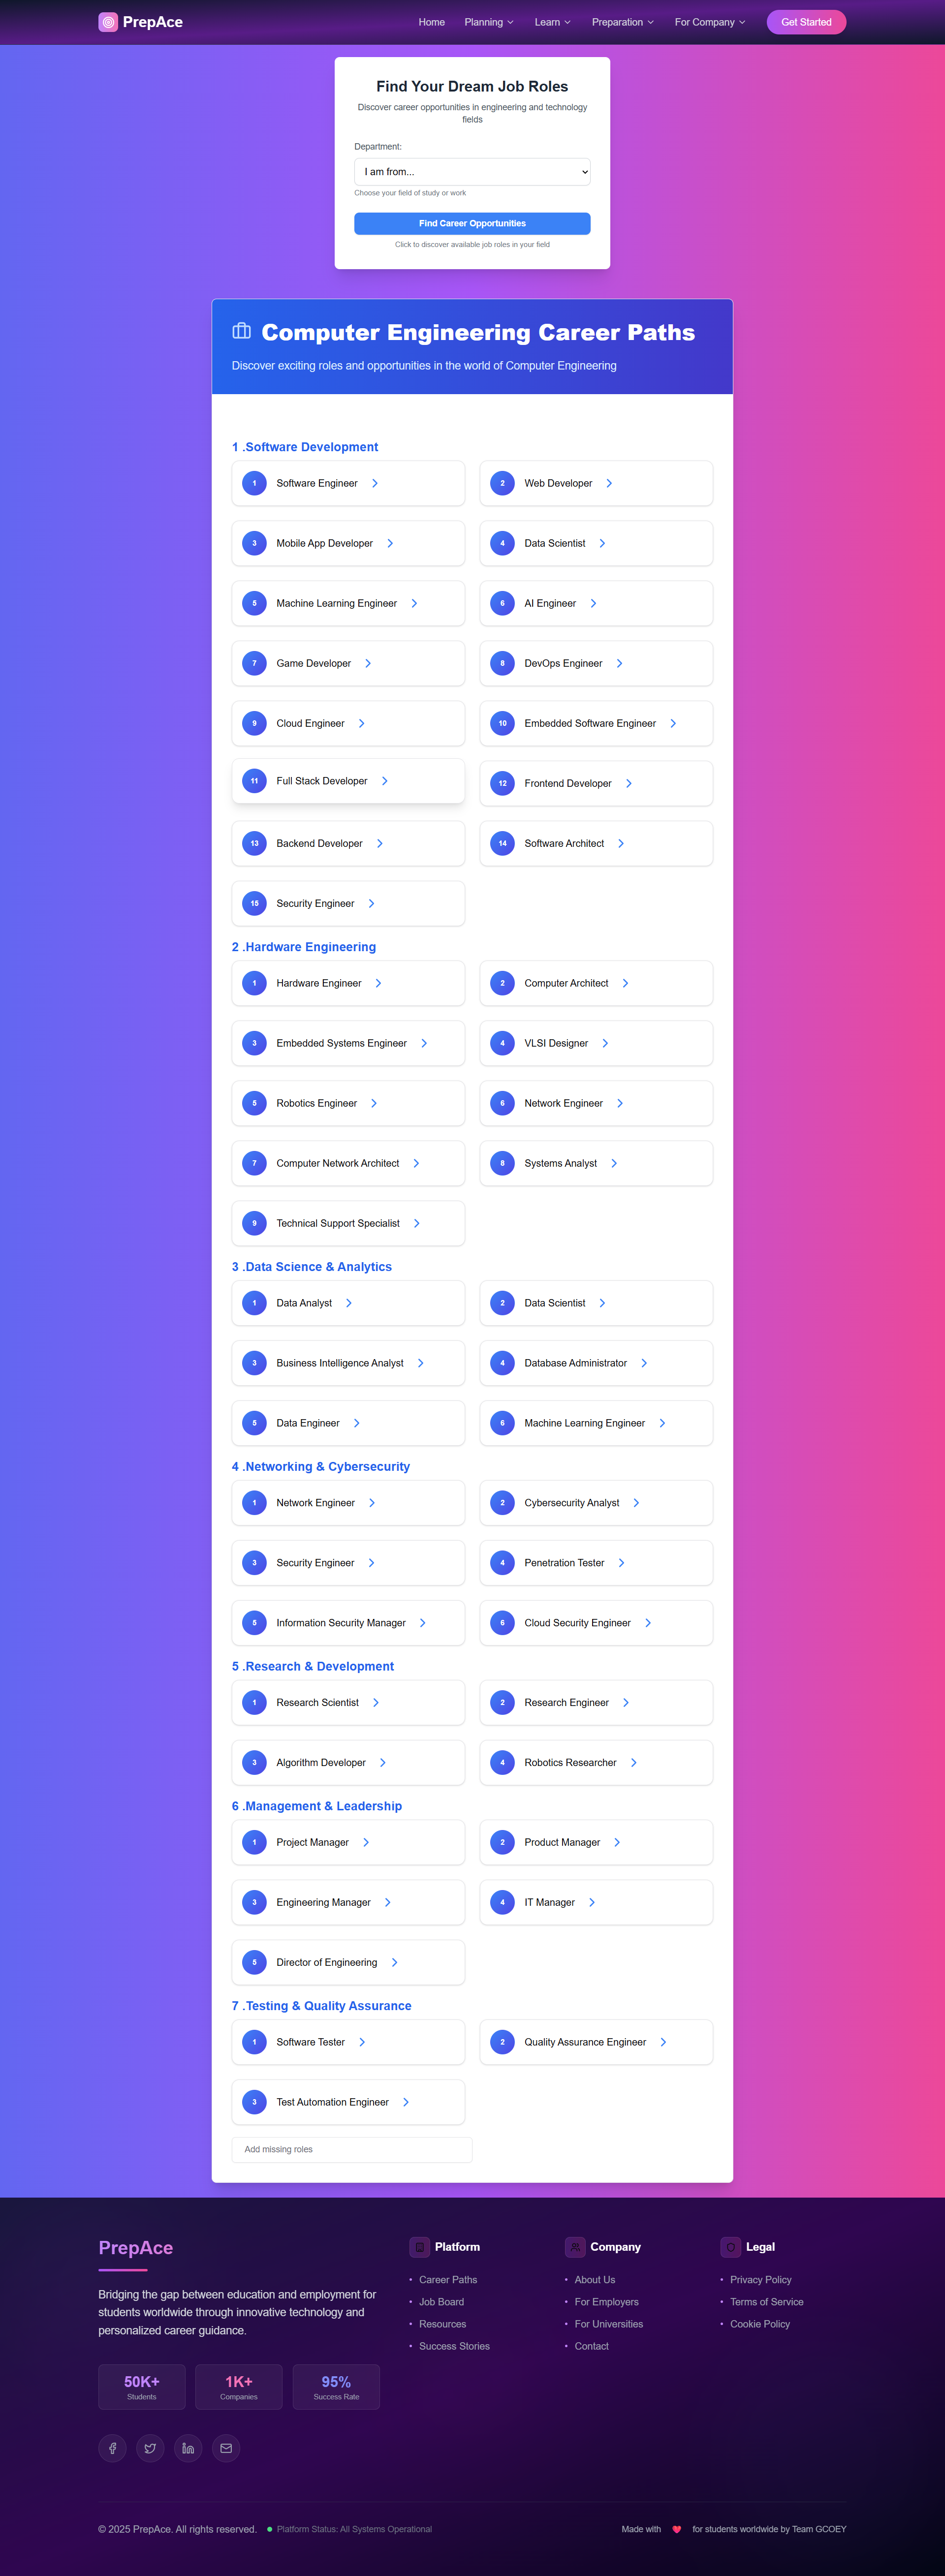 PrepAce
Home Planning Learn Preparation For Company Get Started
Find Your Dream Job Roles
Discover career opportunities in engineering and technology
fields
Department:
I am from...
Choose your field of study or work
Find Career Opportunities
Click to discover available job roles in your field
Computer Engineering Career Paths
Discover exciting roles and opportunities in the world of Computer Engineering
1 .Software Development
1 Software Engineer
2 Web Developer
3 Mobile App Developer
4 Data Scientist
5 Machine Learning Engineer
6 AI Engineer
7 Game Developer
8 DevOps Engineer
9 Cloud Engineer
10 Embedded Software Engineer
11 Full Stack Developer
12 Frontend Developer
13 Backend Developer
14 Software Architect
15 Security Engineer
2 .Hardware Engineering
1 Hardware Engineer
2 Computer Architect
3 Embedded Systems Engineer
4 VLSI Designer
5 Robotics Engineer
6 Network Engineer
7 Computer Network Architect
8 Systems Analyst
9 Technical Support Specialist
3 .Data Science & Analytics
1 Data Analyst
2 Data Scientist
3 Business Intelligence Analyst
4 Database Administrator
5 Data Engineer
6 Machine Learning Engineer
4 .Networking & Cybersecurity
1 Network Engineer
2 Cybersecurity Analyst
3 Security Engineer
4 Penetration Tester
5 Information Security Manager
6 Cloud Security Engineer
5 .Research & Development
1 Research Scientist
2 Research Engineer
3 Algorithm Developer
4 Robotics Researcher
6 .Management & Leadership
1 Project Manager
2 Product Manager
3 Engineering Manager
4 IT Manager
5 Director of Engineering
7 .Testing & Quality Assurance
1 Software Tester
2 Quality Assurance Engineer
3 Test Automation Engineer
Add missing roles
PrepAce
Bridging the gap between education and employment for
students worldwide through innovative technology and
personalized career guidance.
50K+
Students
1K+
Companies
95%
Success Rate
Platform
• Career Paths
• Job Board
• Resources
• Success Stories
Company
• About Us
• For Employers
• For Universities
• Contact
Legal
• Privacy Policy
• Terms of Service
• Cookie Policy
© 2025 PrepAce. All rights reserved.
Platform Status: All Systems Operational
Made with ❤️ for students worldwide by Team GCOEY